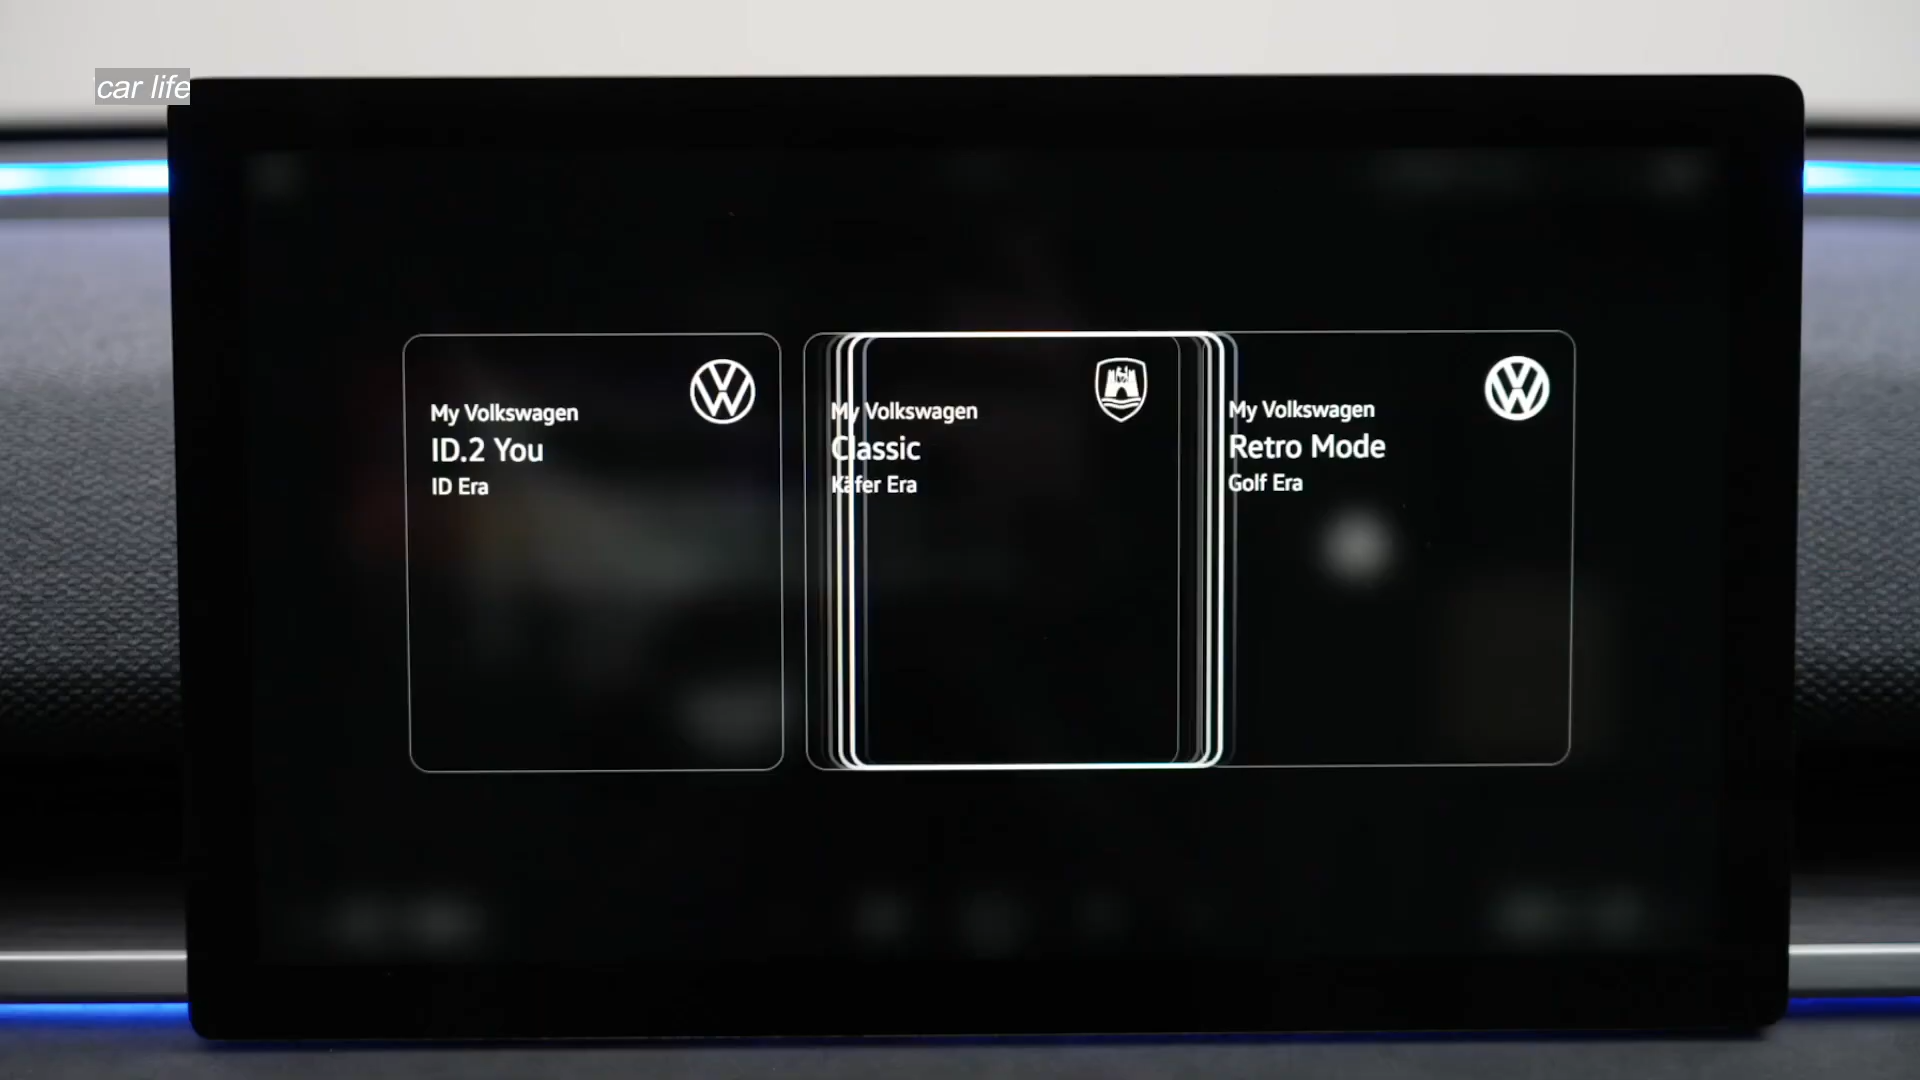 car life
My Volkswagen
ID.2 You
ID Era
My Volkswagen
Classic
Käfer Era
My Volkswagen
Retro Mode
Golf Era